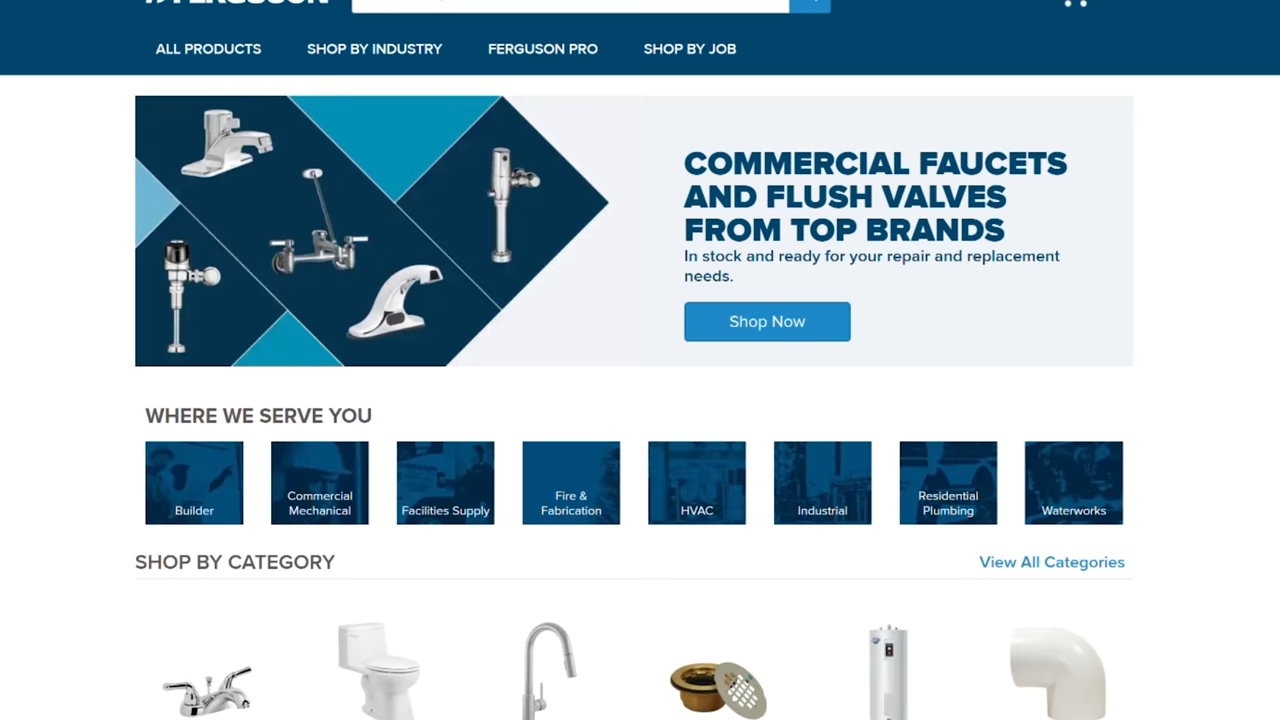 FERGUSON
ALL PRODUCTS
SHOP BY INDUSTRY
FERGUSON PRO
SHOP BY JOB
COMMERCIAL FAUCETS
AND FLUSH VALVES
FROM TOP BRANDS
In stock and ready for your repair and replacement
needs.
Shop Now
WHERE WE SERVE YOU
Builder
Commercial
Mechanical
Facilities Supply
Fire &
Fabrication
HVAC
Industrial
Residential
Plumbing
Waterworks
SHOP BY CATEGORY
View All Categories